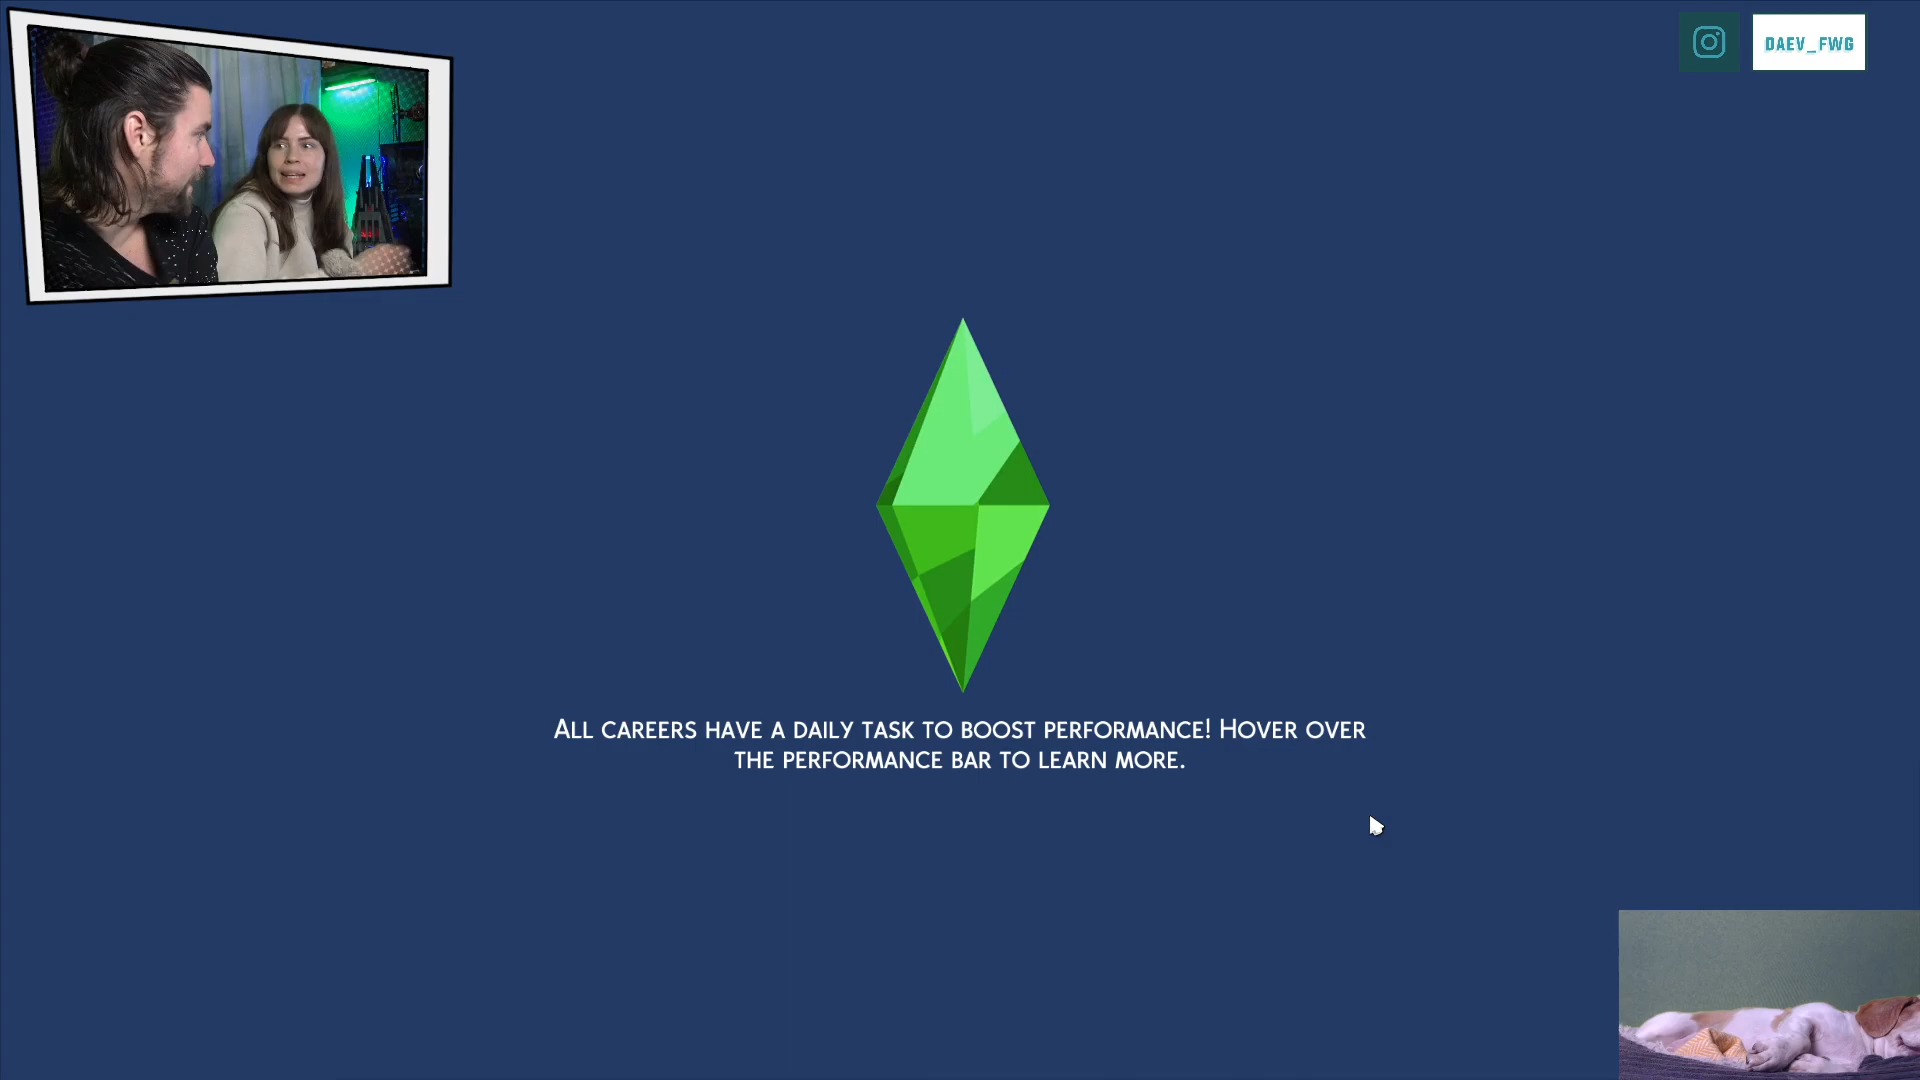 DAEV_FWG
All careers have a daily task to boost performance! Hover over
the performance bar to learn more.